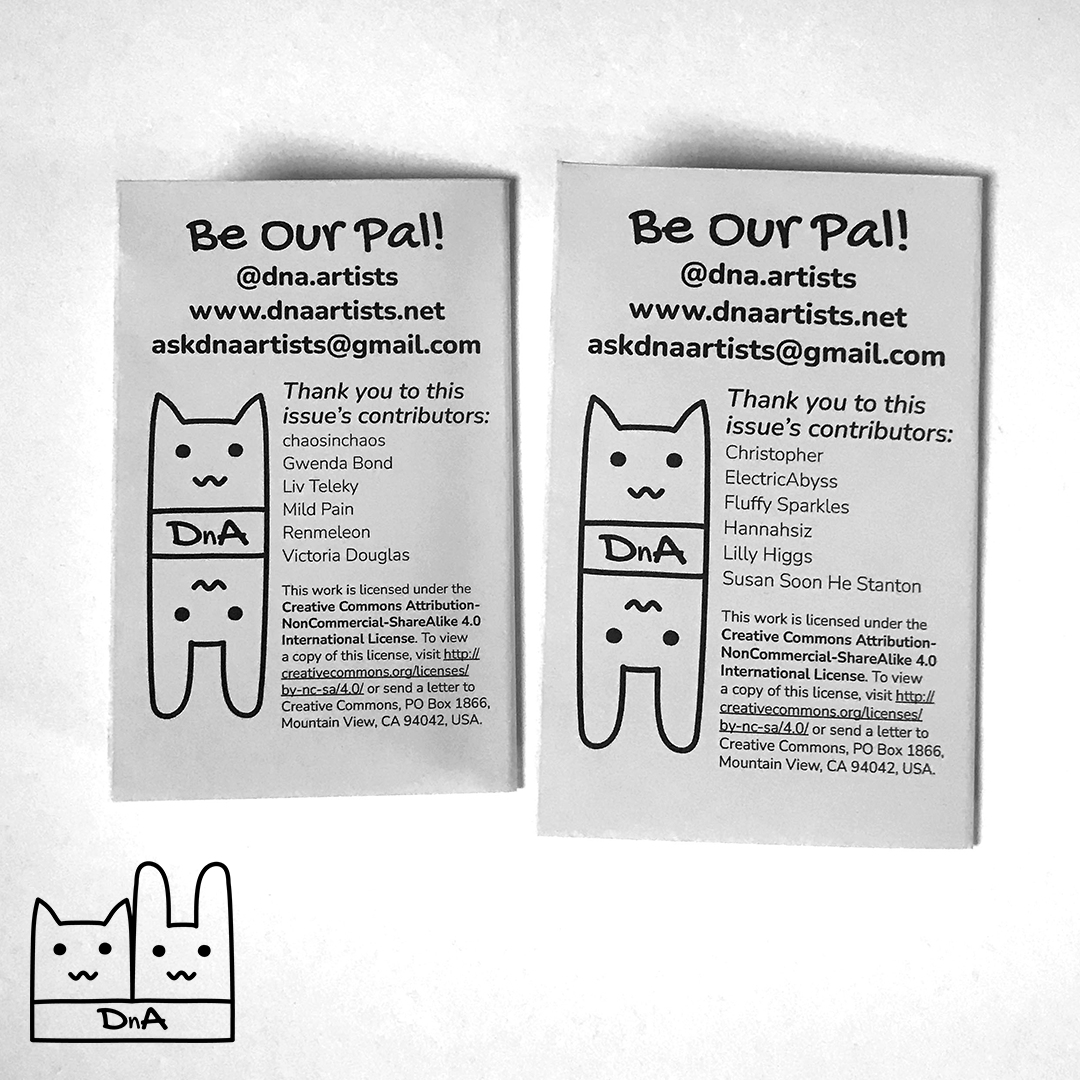 Be Our Pal!
@dna.artists
www.dnaartists.net
askdnaartists@gmail.com
Thank you to this
issue's contributors:
chaosinchaos
Gwenda Bond
Liv Teleky
Mild Pain
Renmeleon
Victoria Douglas
DnA
This work is licensed under the
Creative Commons Attribution-
NonCommercial-ShareAlike 4.0
International License. To view
a copy of this license, visit http://
creativecommons.org/licenses/
by-nc-sa/4.0/ or send a letter to
Creative Commons, PO Box 1866,
Mountain View, CA 94042, USA.
Be Our Pal!
@dna.artists
www.dnaartists.net
askdnaartists@gmail.com
Thank you to this
issue's contributors:
Christopher
ElectricAbyss
Fluffy Sparkles
Hannahsiz
Lilly Higgs
Susan Soon He Stanton
DnA
This work is licensed under the
Creative Commons Attribution-
NonCommercial-ShareAlike 4.0
International License. To view
a copy of this license, visit http://
creativecommons.org/licenses/
by-nc-sa/4.0/ or send a letter to
Creative Commons, PO Box 1866,
Mountain View, CA 94042, USA.
DnA